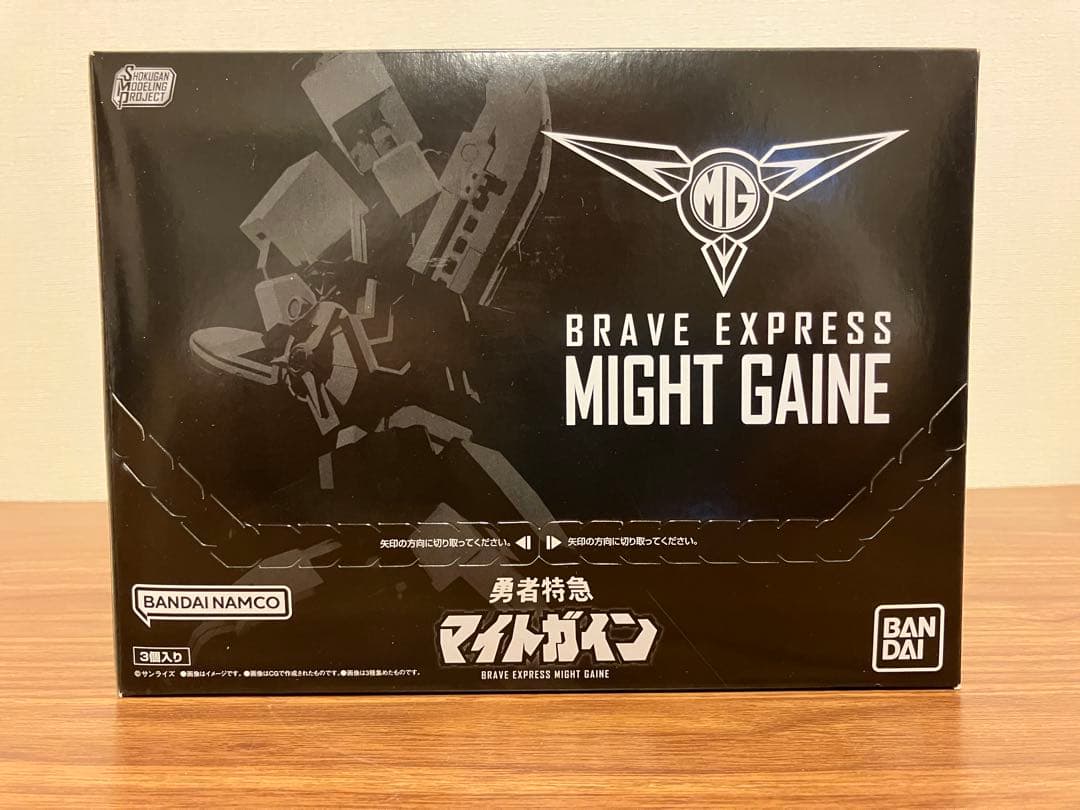 SHOKUGAN
MODELING
PROJECT
MG
BRAVE EXPRESS
MIGHT GAINE
矢印の方向に切り取ってください。 矢印の方向に切り取ってください。
勇者特急
マイトガイン
BRAVE EXPRESS MIGHT GAINE
BANDAI NAMCO
3個入り
©サンライズ ●画像はイメージです。●画像はCGで作成されたものです。●画像は3種集めたものです。
BAN
DAI